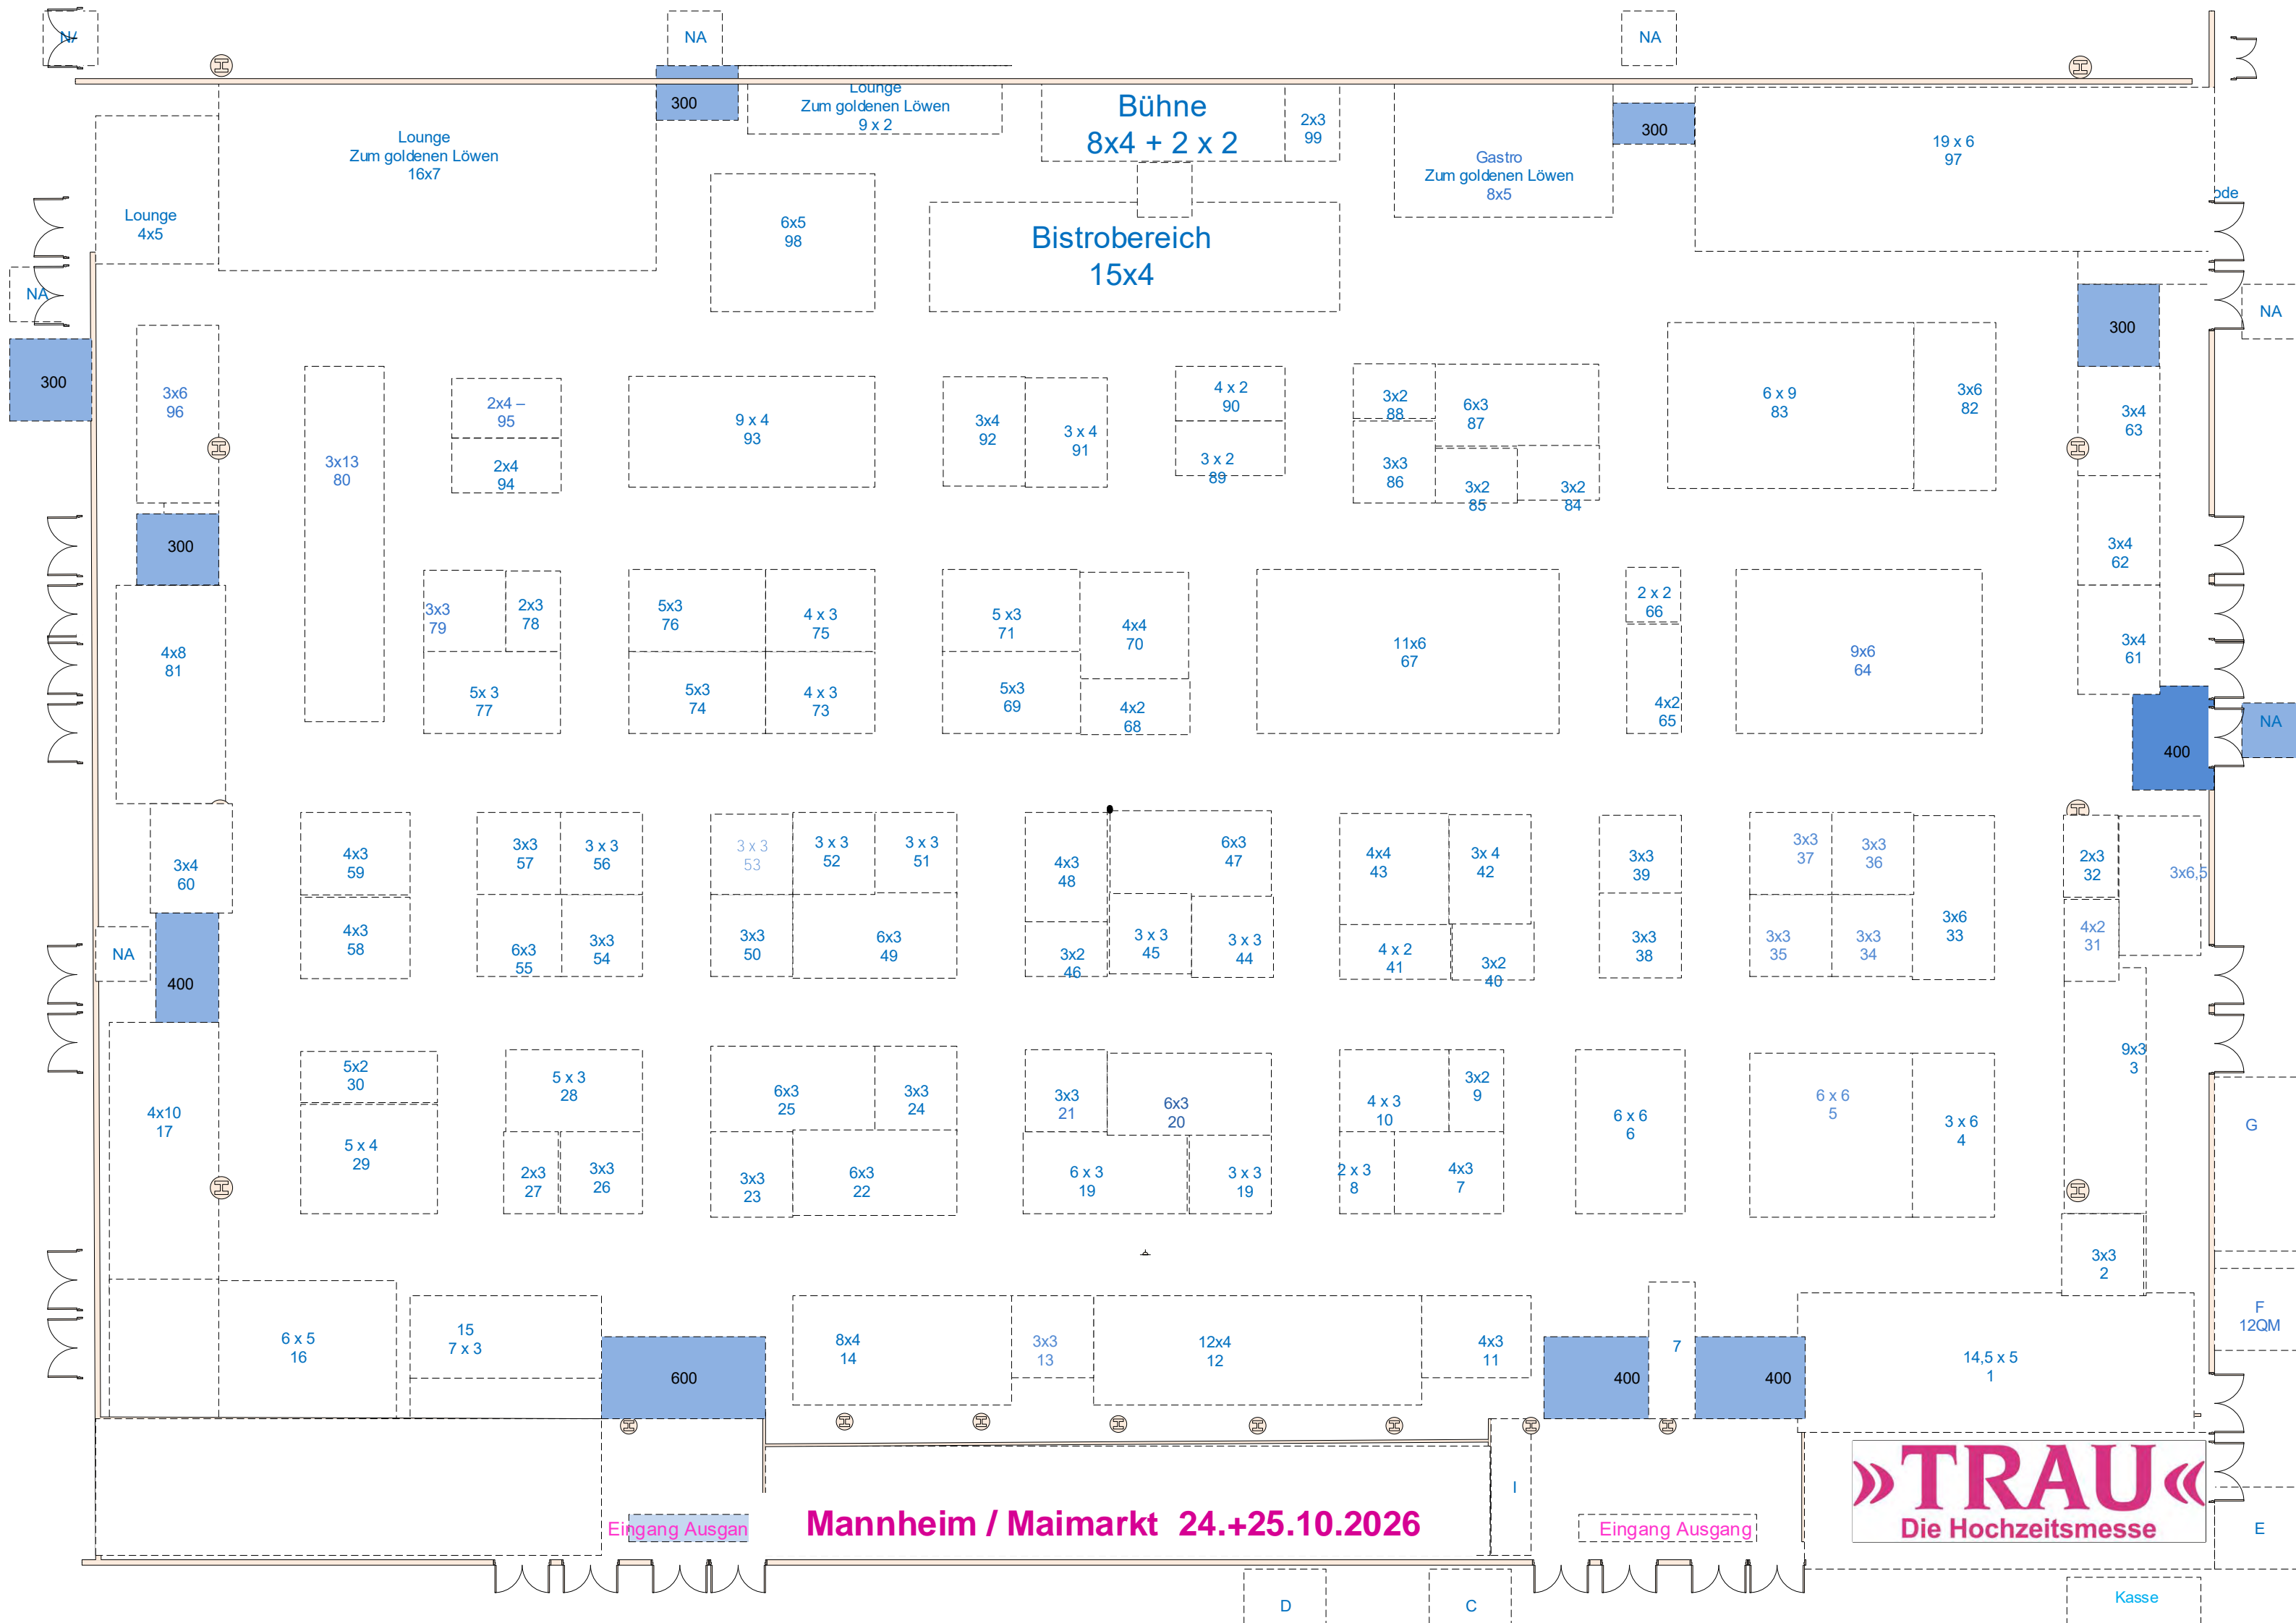 NA
NA
NA
300
Lounge
Zum goldenen Löwen
9 x 2
Bühne
8x4 + 2 x 2
2x3
99
300
19 x 6
97
Lounge
Zum goldenen Löwen
16x7
Gastro
Zum goldenen Löwen
8x5
Lounge
4x5
6x5
98
Bistrobereich
15x4
ode
NA
NA
300
300
3x6
96
2x4 –
95
9 x 4
93
3x4
92
3 x 4
91
4 x 2
90
3x2
88
6x3
87
6 x 9
83
3x6
82
3x4
63
3x13
80
2x4
94
3 x 2
89
3x3
86
3x2
85
3x2
84
300
3x4
62
3x3
79
2x3
78
5x3
76
4 x 3
75
5 x3
71
4x4
70
11x6
67
2 x 2
66
9x6
64
3x4
61
4x8
81
5x 3
77
5x3
74
4 x 3
73
5x3
69
4x2
68
4x2
65
400
NA
3x4
60
4x3
59
3x3
57
3 x 3
56
3 x 3
53
3 x 3
52
3 x 3
51
4x3
48
6x3
47
4x4
43
3x 4
42
3x3
39
3x3
37
3x3
36
2x3
32
3x6,5
4x3
58
6x3
55
3x3
54
3x3
50
6x3
49
3x2
46
3 x 3
45
3 x 3
44
4 x 2
41
3x2
40
3x3
38
3x3
35
3x3
34
3x6
33
4x2
31
NA
400
4x10
17
5x2
30
5 x 3
28
6x3
25
3x3
24
3x3
21
6x3
20
4 x 3
10
3x2
9
6 x 6
6
6 x 6
5
3 x 6
4
9x3
3
G
5 x 4
29
2x3
27
3x3
26
3x3
23
6x3
22
6 x 3
19
3 x 3
19
2 x 3
8
4x3
7
3x3
2
6 x 5
16
15
7 x 3
600
8x4
14
3x3
13
12x4
12
4x3
11
400
7
400
14,5 x 5
1
F
12QM
I
Eingang Ausgan
Mannheim / Maimarkt 24.+25.10.2026
Eingang Ausgang
»TRAU«
Die Hochzeitsmesse
E
D
C
Kasse